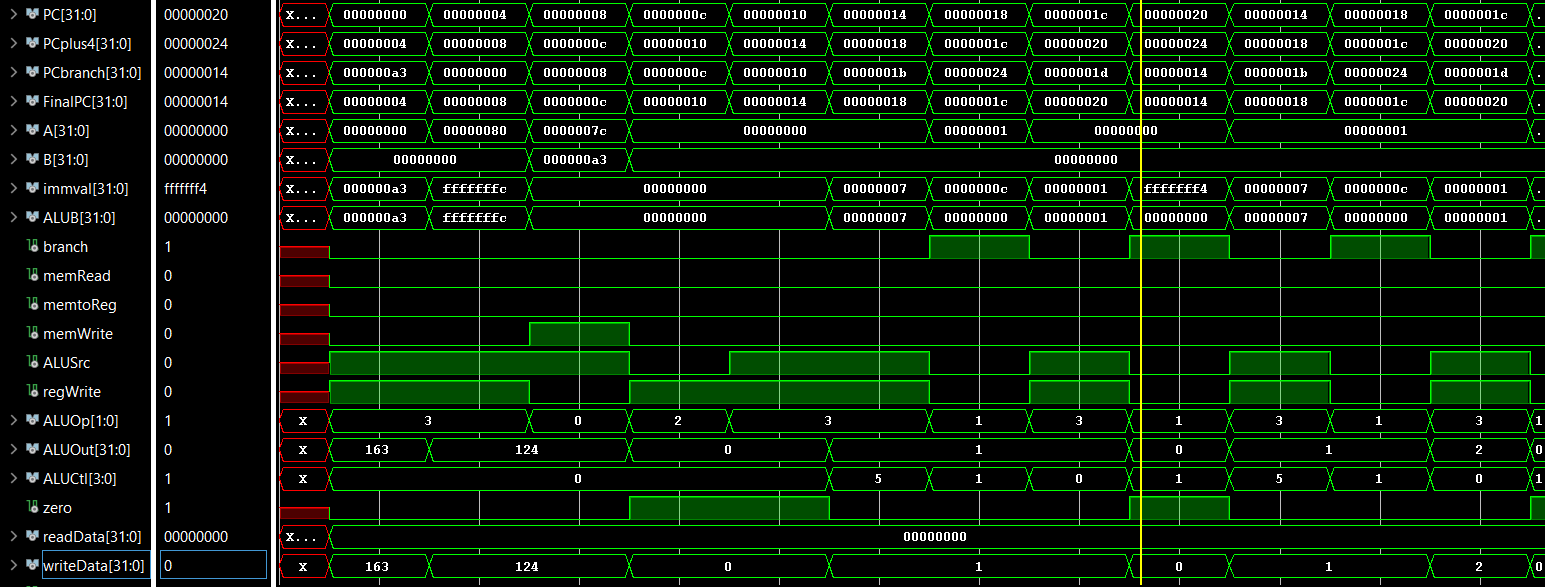 PC[31:0] 00000020 X... 00000000 00000004 00000008 0000000c 00000010 00000014 00000018 0000001c 00000020 00000014 00000018 0000001c .
PCplus4[31:0] 00000024 X... 00000004 00000008 0000000c 00000010 00000014 00000018 0000001c 00000020 00000024 00000018 0000001c 00000020 .
PCbranch[31:0] 00000014 X... 000000a3 00000000 00000008 0000000c 00000010 0000001b 00000024 0000001d 00000014 0000001b 00000024 0000001d .
FinalPC[31:0] 00000014 X... 00000004 00000008 0000000c 00000010 00000014 00000018 0000001c 00000020 00000014 00000018 0000001c 00000020 .
A[31:0] 00000000 X... 00000000 00000080 0000007c 00000000 00000001 00000000 00000001 .
B[31:0] 00000000 X... 00000000 000000a3 00000000
immval[31:0] fffffff4 X... 000000a3 fffffffc 00000000 00000007 0000000c 00000001 fffffff4 00000007 0000000c 00000001 .
ALUB[31:0] 00000000 X... 000000a3 fffffffc 00000000 00000007 00000000 00000001 00000000 00000007 00000000 00000001 .
branch 1
memRead 0
memtoReg 0
memWrite 0
ALUSrc 0
regWrite 0
ALUOp[1:0] 1 X 3 0 2 3 1 3 1 3 1 3 1
ALUOut[31:0] 0 X 163 124 0 1 0 1 2 0
ALUCtl[3:0] 1 X 0 5 1 0 1 5 1 0 1
zero 1
readData[31:0] 00000000 X... 00000000
writeData[31:0] 0 X 163 124 0 1 0 1 2 0